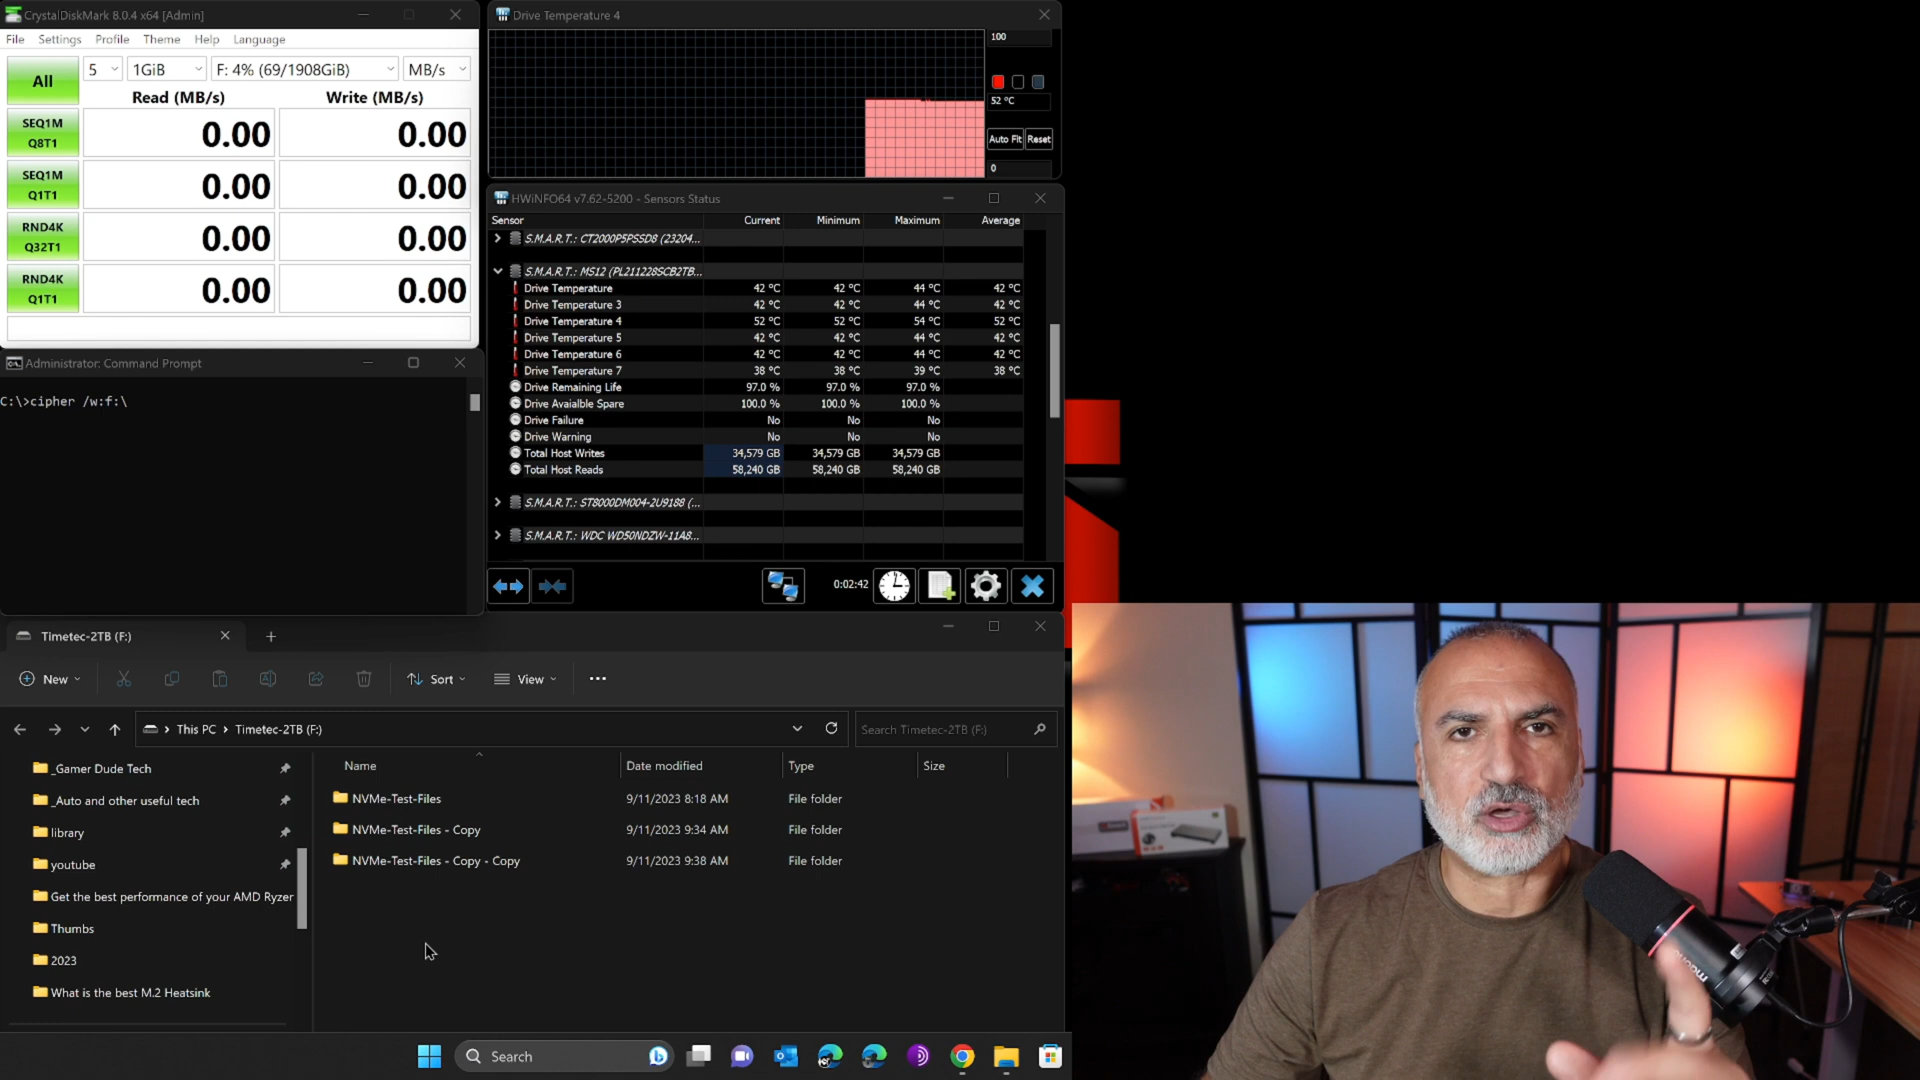 CrystalDiskMark 8.0.4 x64 [Admin]
File Settings Profile Theme Help Language
All 5 1GiB F: 4% (69/1908GiB) MB/s
Read (MB/s) Write (MB/s)
SEQ1M
Q8T1 0.00 0.00
SEQ1M
Q1T1 0.00 0.00
RND4K
Q32T1 0.00 0.00
RND4K
Q1T1 0.00 0.00
Administrator: Command Prompt
C:\>cipher /w:f:\
Drive Temperature 4
100
52 °C
Auto Fit Reset
0
HWiNFO64 v7.62-5200 - Sensors Status
Sensor Current Minimum Maximum Average
S.M.A.R.T.: CT2000P5PSSD8 (23204...
S.M.A.R.T.: MS12 (PL211228SCB2TB...
Drive Temperature 42 °C 42 °C 44 °C 42 °C
Drive Temperature 3 42 °C 42 °C 44 °C 42 °C
Drive Temperature 4 52 °C 52 °C 54 °C 52 °C
Drive Temperature 5 42 °C 42 °C 44 °C 42 °C
Drive Temperature 6 42 °C 42 °C 44 °C 42 °C
Drive Temperature 7 38 °C 38 °C 39 °C 38 °C
Drive Remaining Life 97.0 % 97.0 % 97.0 %
Drive Avaialble Spare 100.0 % 100.0 % 100.0 %
Drive Failure No No No
Drive Warning No No No
Total Host Writes 34,579 GB 34,579 GB 34,579 GB
Total Host Reads 58,240 GB 58,240 GB 58,240 GB
S.M.A.R.T.: ST8000DM004-2U9188 (...
S.M.A.R.T.: WDC WD50NDZW-11A8...
0:02:42
Timetec-2TB (F:)
New Sort View
This PC Timetec-2TB (F:) Search Timetec-2TB (F:)
Name Date modified Type Size
_Gamer Dude Tech
_Auto and other useful tech
library
youtube
Get the best performance of your AMD Ryzer
Thumbs
2023
What is the best M.2 Heatsink
NVMe-Test-Files 9/11/2023 8:18 AM File folder
NVMe-Test-Files - Copy 9/11/2023 9:34 AM File folder
NVMe-Test-Files - Copy - Copy 9/11/2023 9:38 AM File folder
Search